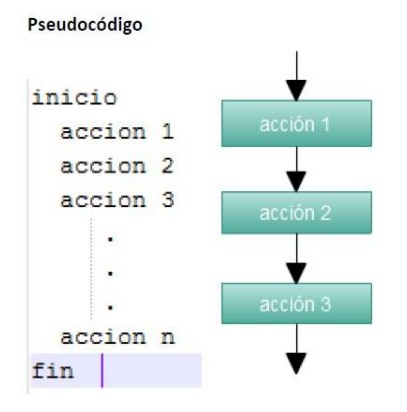 Pseudocódigo
inicio
accion 1
accion 2
accion 3
.
.
.
accion n
fin
acción 1
acción 2
acción 3